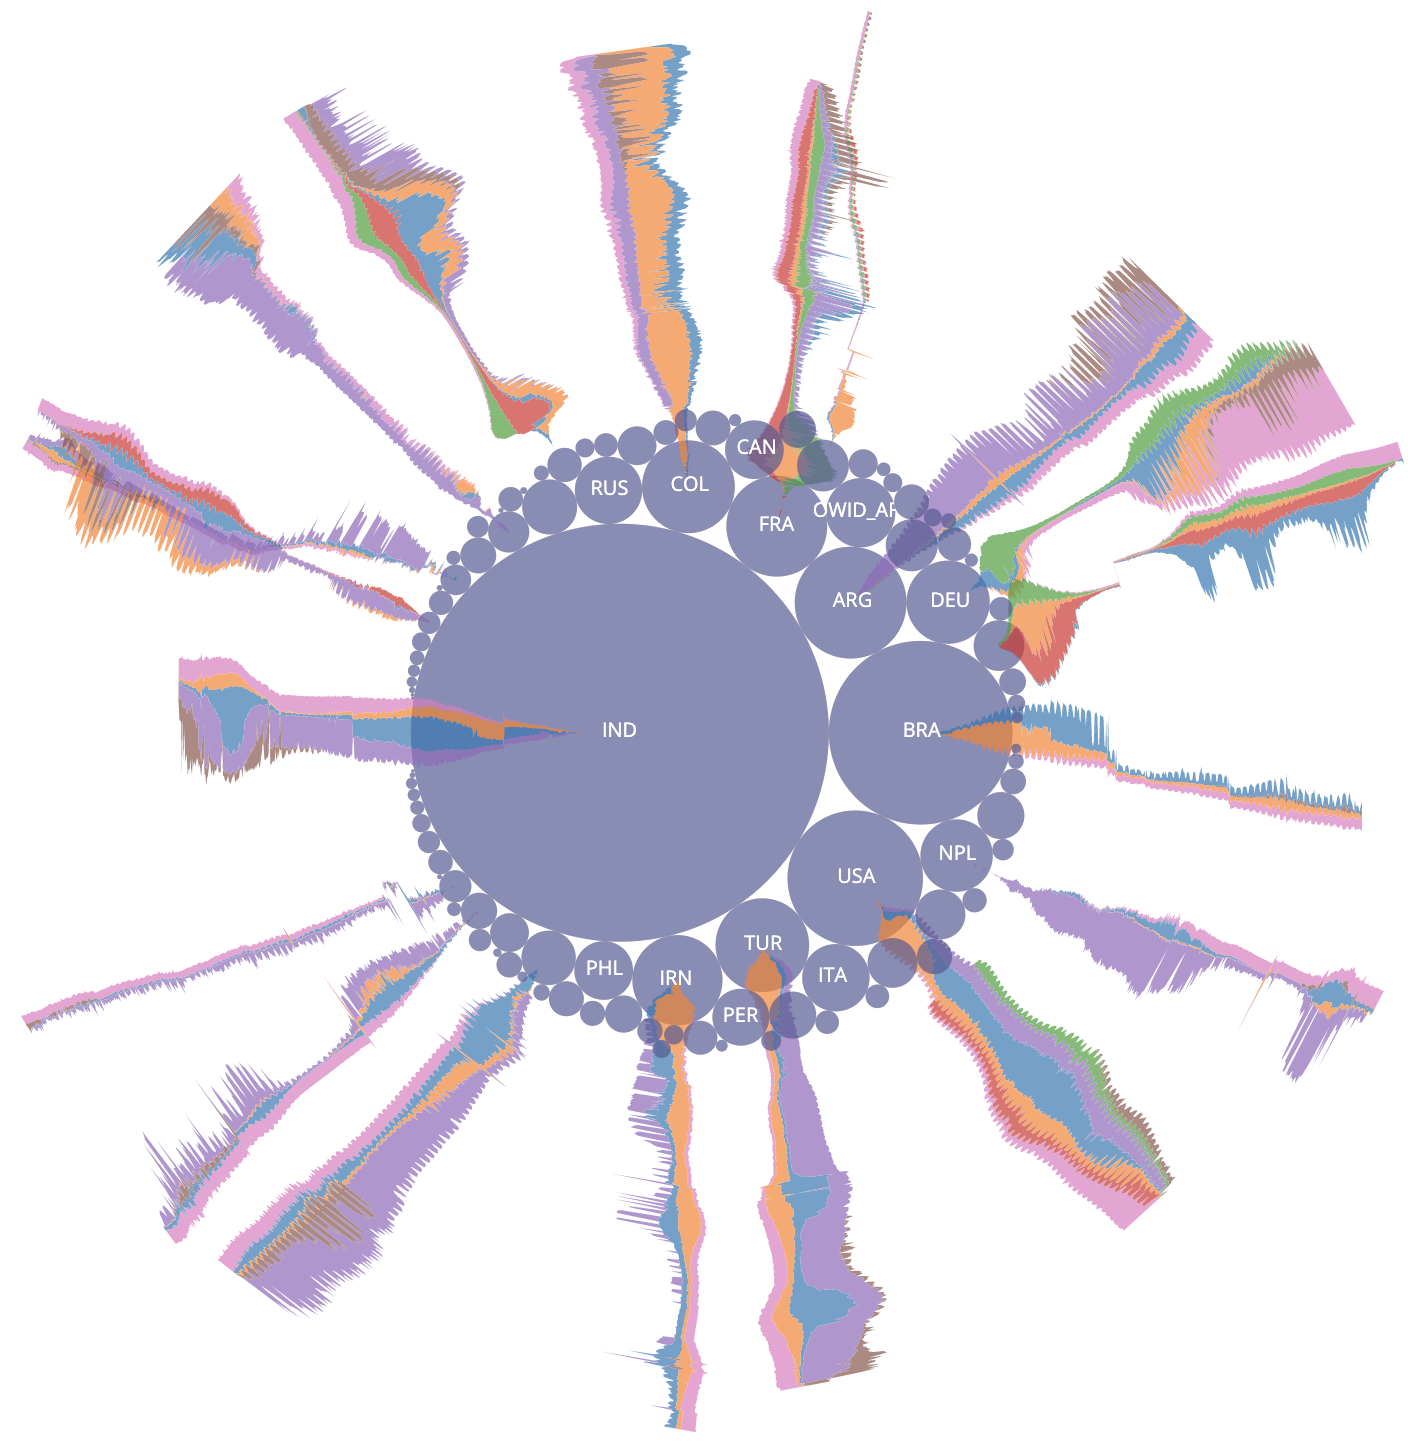 CAN
COL
RUS
FRA
OWID_AF
ARG
DEU
IND
BRA
NPL
USA
TUR
PHL
IRN
ITA
PER